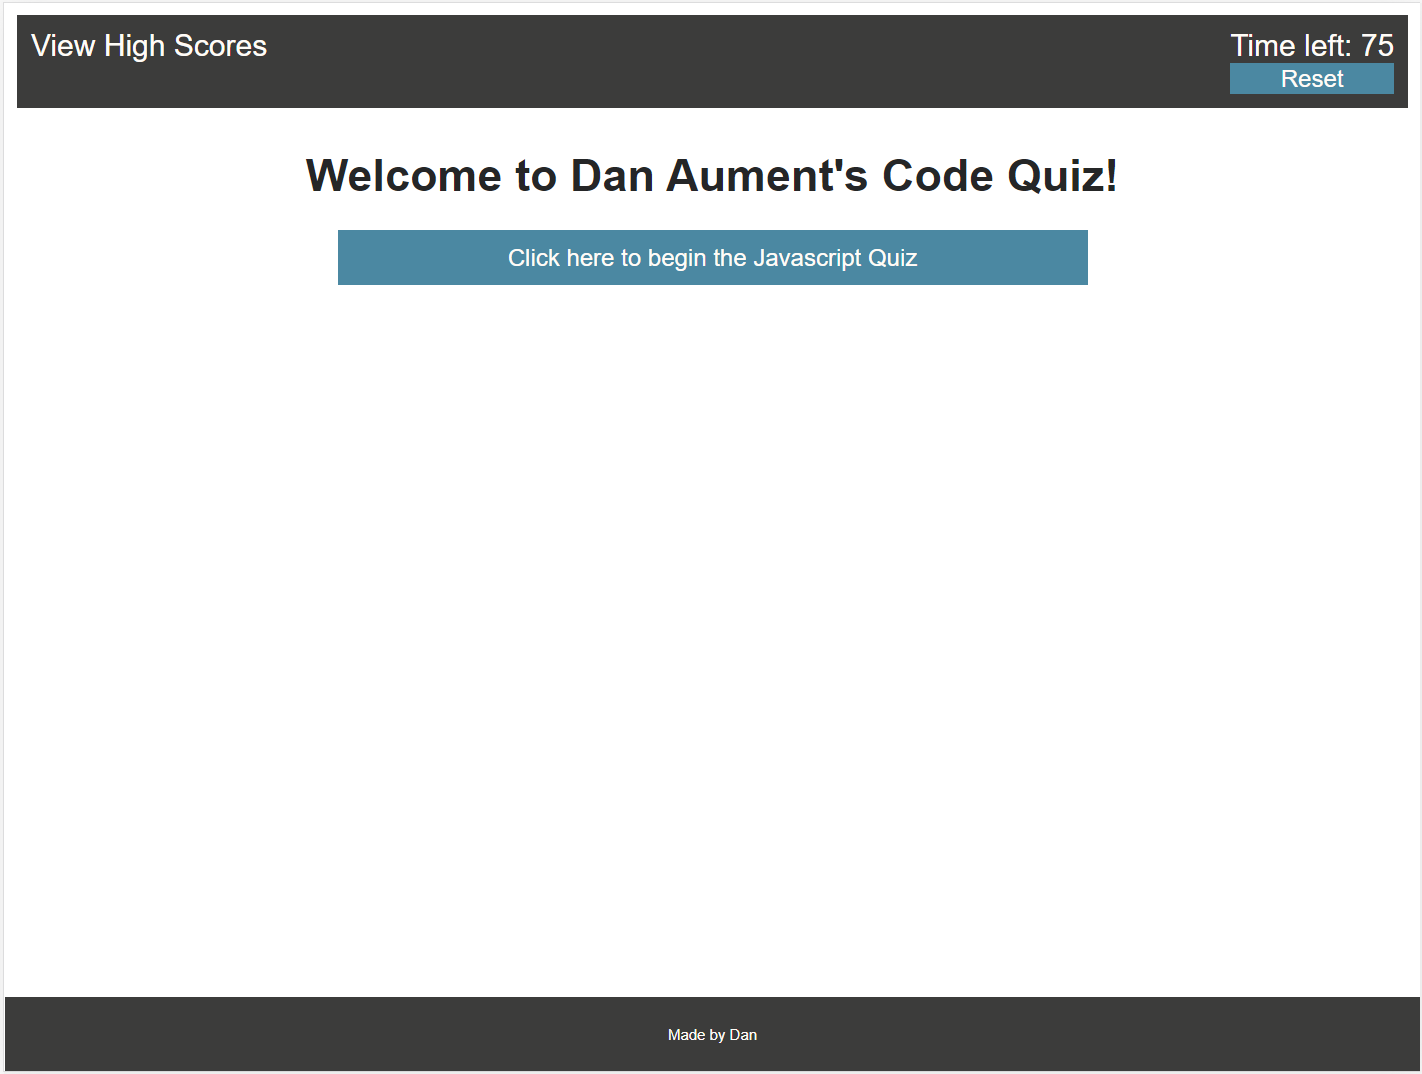 View High Scores
Time left: 75
Reset
Welcome to Dan Aument's Code Quiz!
Click here to begin the Javascript Quiz
Made by Dan